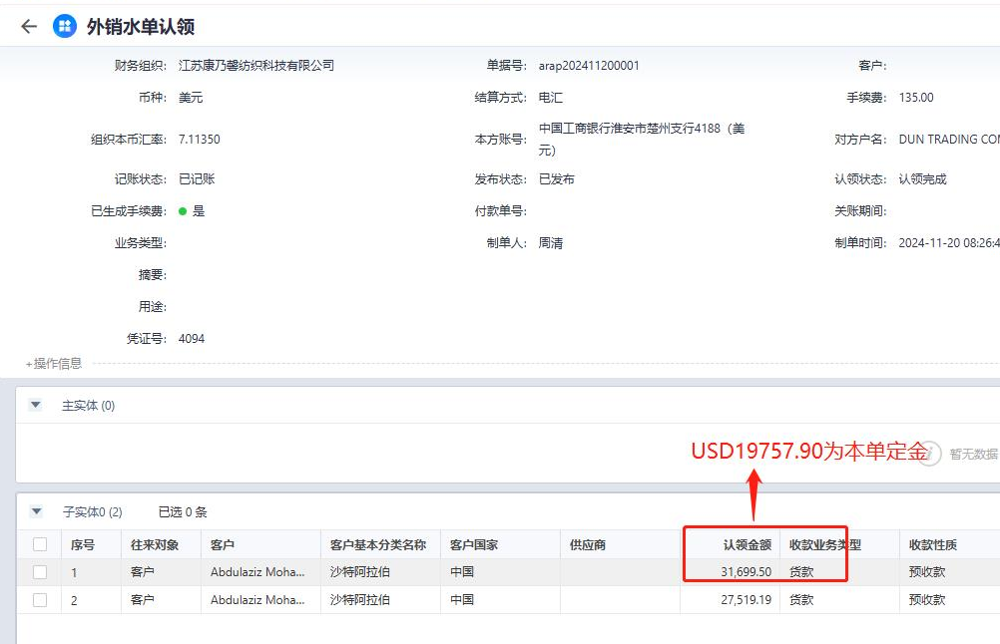 外销水单认领
财务组织: 江苏康乃馨纺织科技有限公司 单据号: arap202411200001 客户:
币种: 美元 结算方式: 电汇 手续费: 135.00
组织本币汇率: 7.11350 本方账号: 中国工商银行淮安市楚州支行4188（美
元） 对方户名: DUN TRADING COM
记账状态: 已记账 发布状态: 已发布 认领状态: 认领完成
已生成手续费: 是 付款单号: 关账期间:
业务类型: 制单人: 周清 制单时间: 2024-11-20 08:26:4
摘要:
用途:
凭证号: 4094
+操作信息
主实体 (0)
USD19757.90为本单定金
暂无数据
子实体0 (2) 已选 0 条
序号 往来对象 客户 客户基本分类名称 客户国家 供应商 认领金额 收款业务类型 收款性质
1 客户 Abdulaziz Moha... 沙特阿拉伯 中国 31,699.50 货款 预收款
2 客户 Abdulaziz Moha... 沙特阿拉伯 中国 27,519.19 货款 预收款